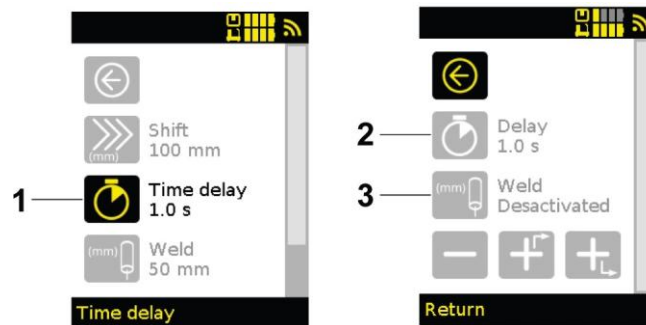 Shift
(mm)
100 mm
1
Time delay
1.0 s
(mm)
Weld
50 mm
Time delay
2
Delay
1.0 s
3
(mm)
Weld
Desactivated
Return